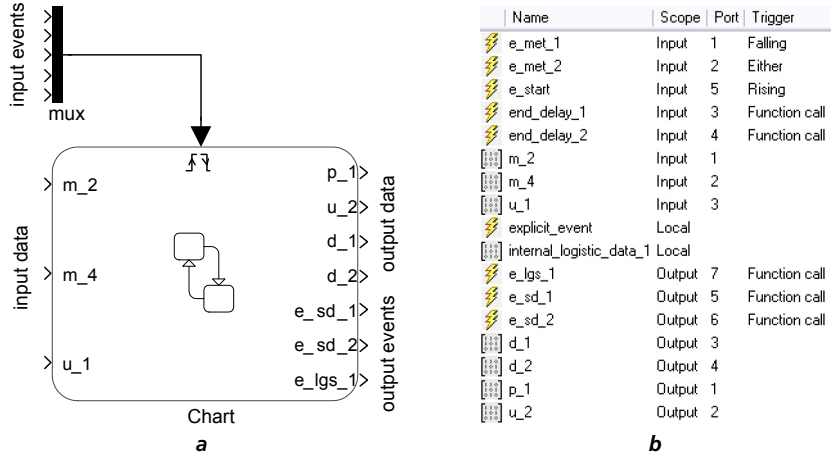 input events
mux
m_2
m_4
u_1
input data
p_1
u_2
d_1
d_2
e_sd_1
e_sd_2
e_lgs_1
output data
output events
Chart
a
Name Scope Port Trigger
e_met_1 Input 1 Falling
e_met_2 Input 2 Either
e_start Input 5 Rising
end_delay_1 Input 3 Function call
end_delay_2 Input 4 Function call
m_2 Input 1
m_4 Input 2
u_1 Input 3
explicit_event Local
internal_logistic_data_1 Local
e_lgs_1 Output 7 Function call
e_sd_1 Output 5 Function call
e_sd_2 Output 6 Function call
d_1 Output 3
d_2 Output 4
p_1 Output 1
u_2 Output 2
b